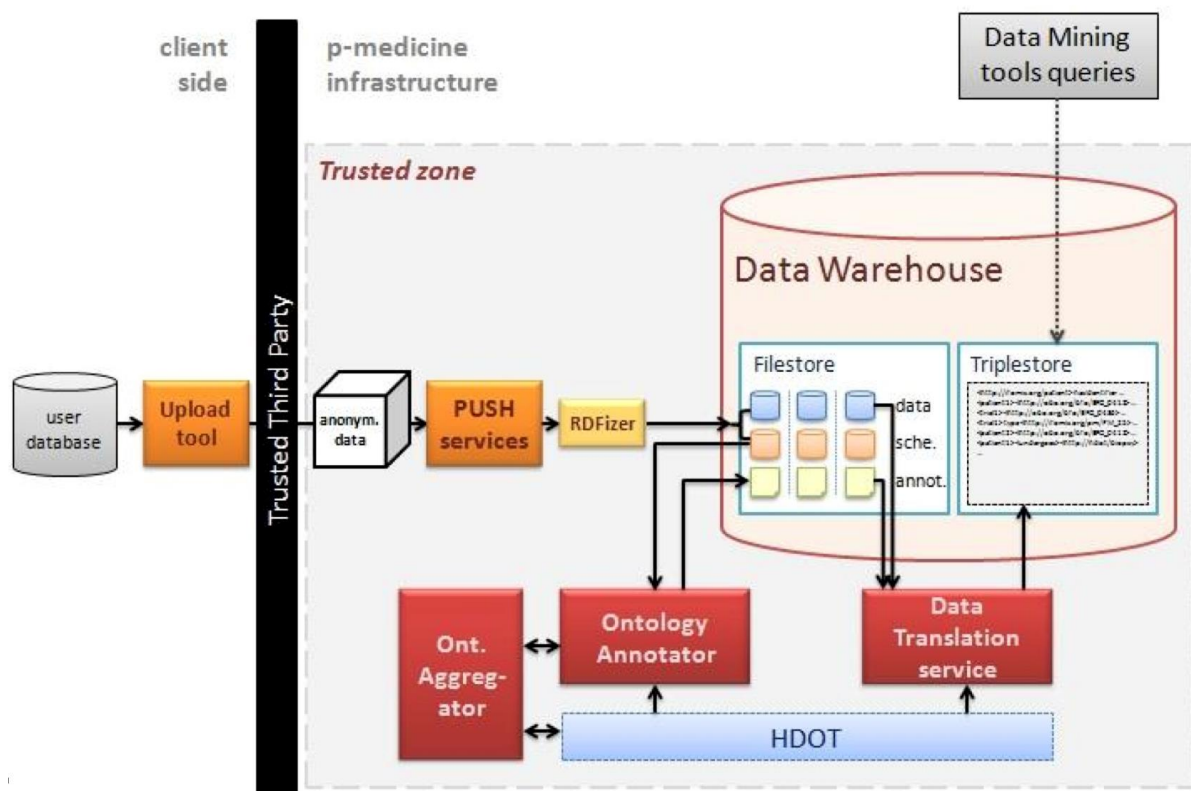 client
side
p-medicine
infrastructure
Data Mining
tools queries
Trusted zone
Data Warehouse
Trusted Third Party
Filestore
Triplestore
data
sche.
annot.
user
database
Upload
tool
anonym.
data
PUSH
services
RDFizer
Ont.
Aggreg-
ator
Ontology
Annotator
Data
Translation
service
HDOT